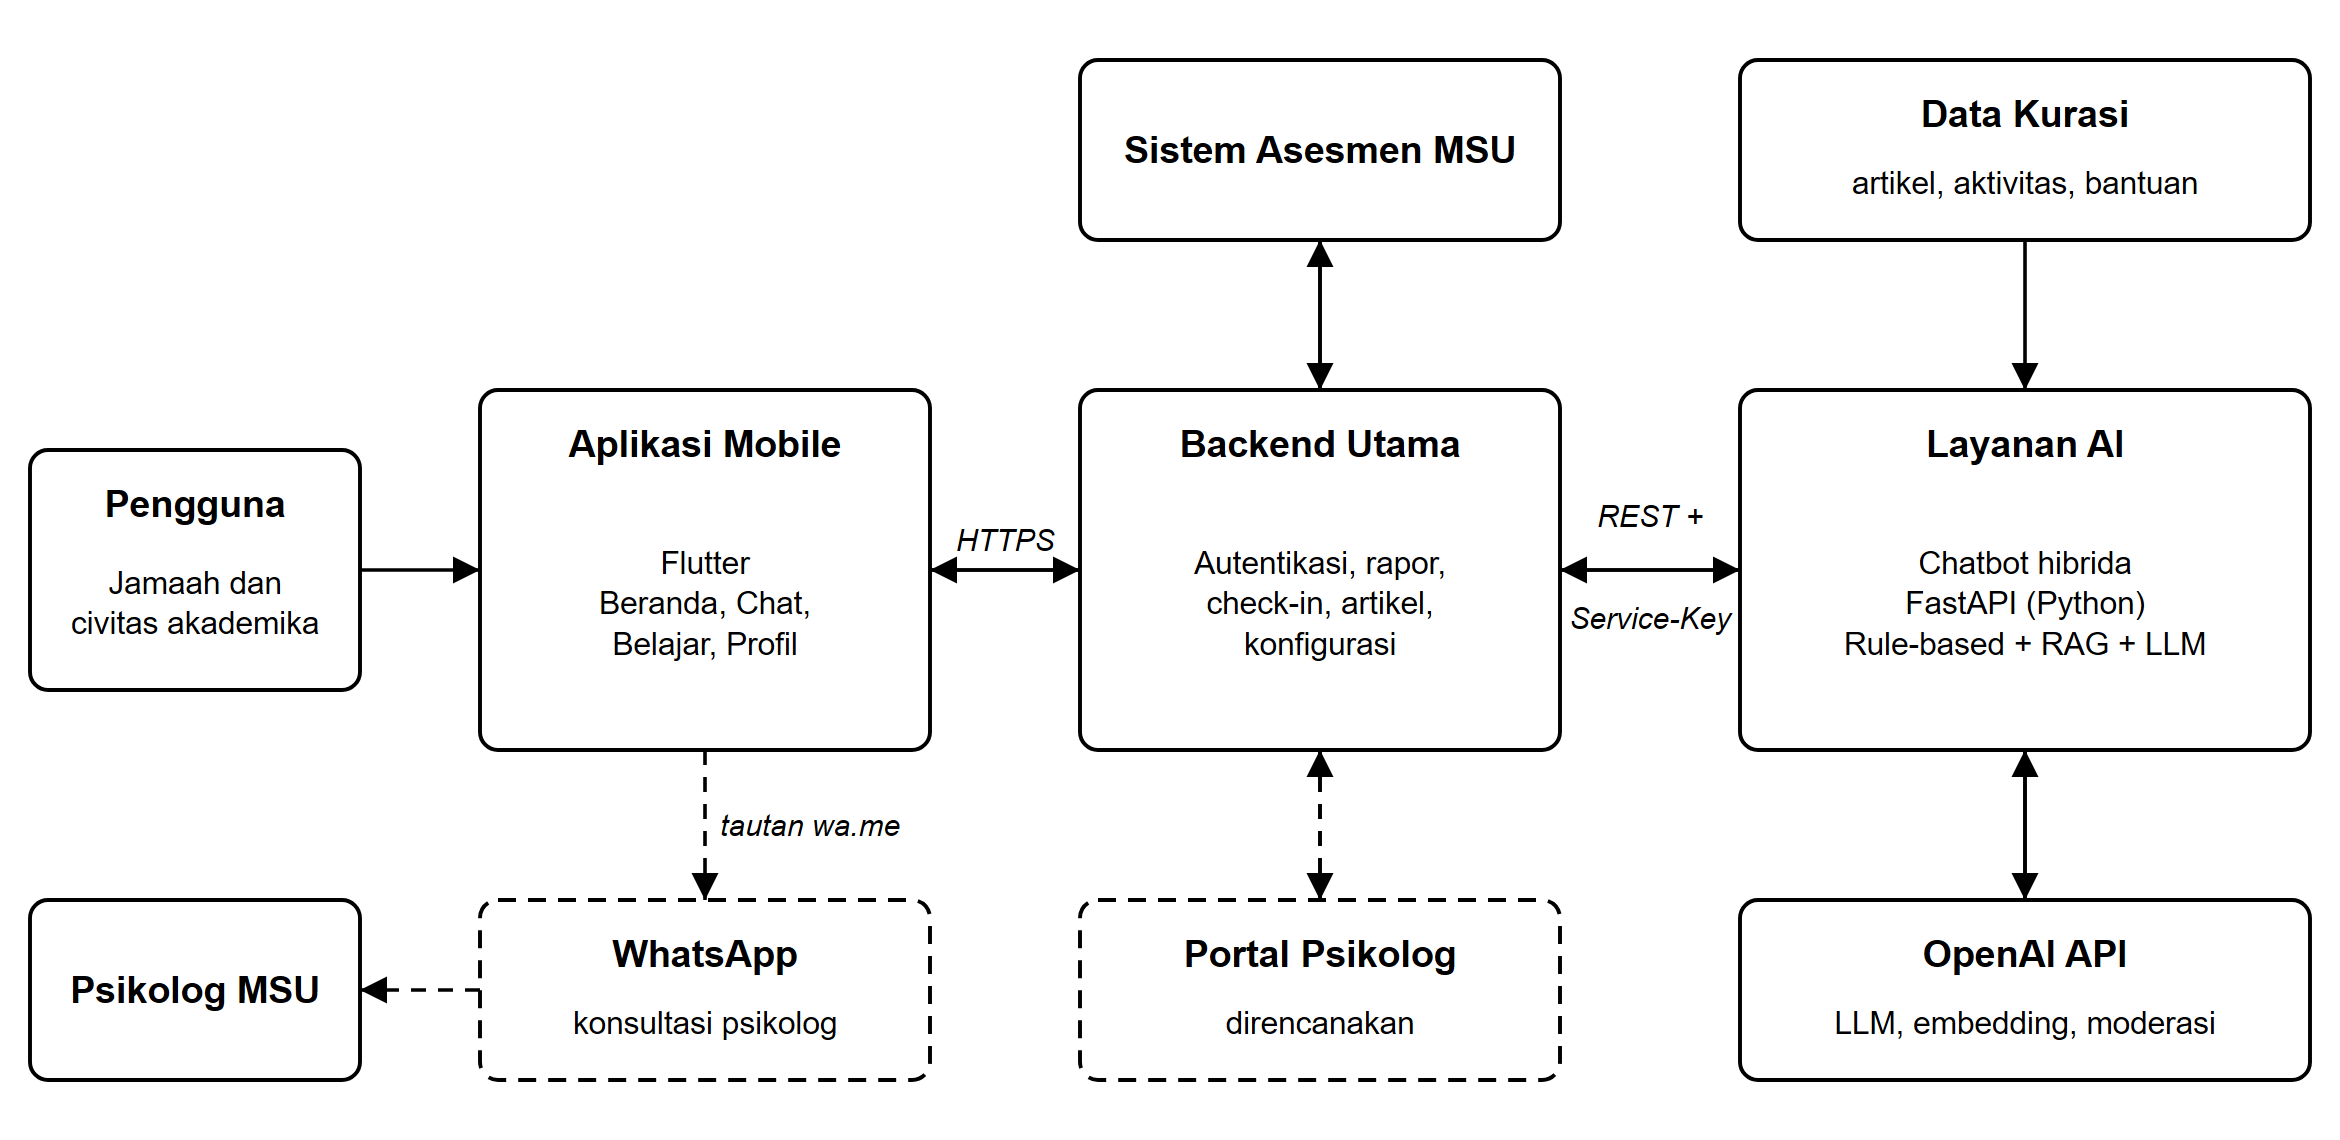 Sistem Asesmen MSU
Data Kurasi
artikel, aktivitas, bantuan
Pengguna
Jamaah dan
civitas akademika
Aplikasi Mobile
Flutter
Beranda, Chat,
Belajar, Profil
HTTPS
Backend Utama
Autentikasi, rapor,
check-in, artikel,
konfigurasi
REST +
Service-Key
Layanan AI
Chatbot hibrida
FastAPI (Python)
Rule-based + RAG + LLM
tautan wa.me
Psikolog MSU
WhatsApp
konsultasi psikolog
Portal Psikolog
direncanakan
OpenAI API
LLM, embedding, moderasi